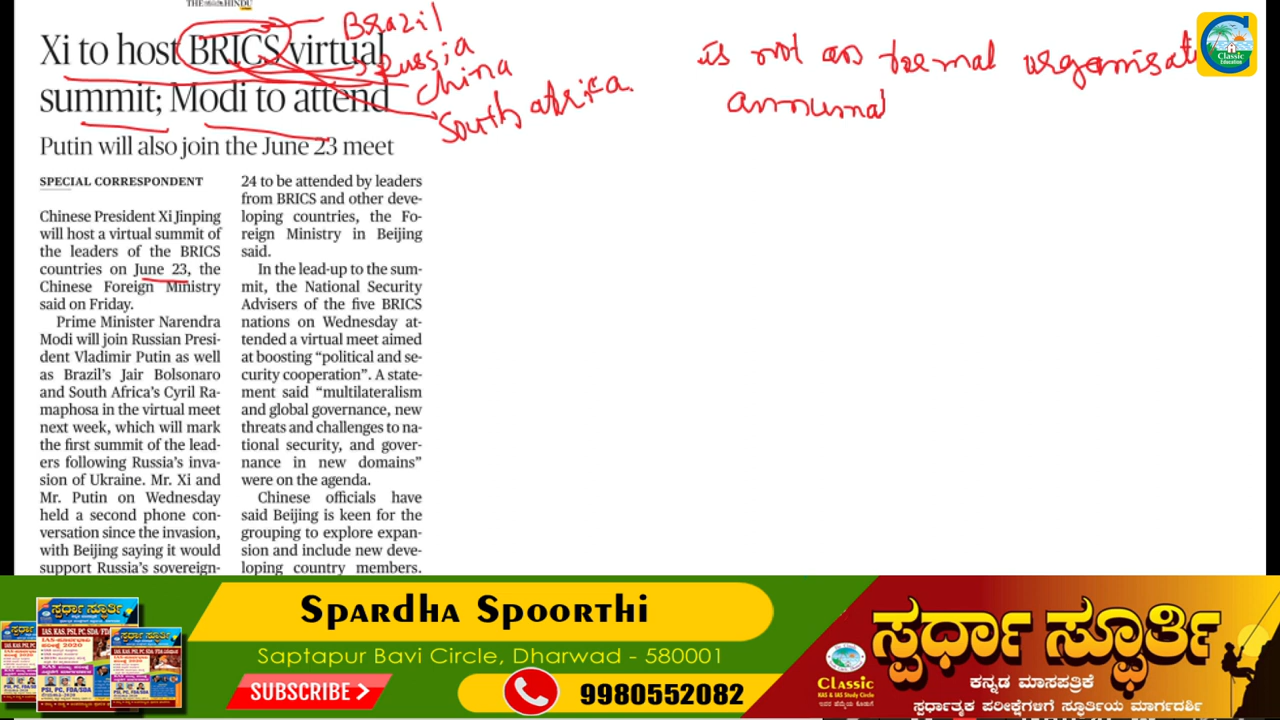 THE HINDU
Xi to host BRICS virtual
summit; Modi to attend
Putin will also join the June 23 meet
Brazil
Russia
China
South africa
is not an
annual
Classic
Education
SPECIAL CORRESPONDENT
Chinese President Xi Jinping
will host a virtual summit of
the leaders of the BRICS
countries on June 23, the
Chinese Foreign Ministry
said on Friday.
Prime Minister Narendra
Modi will join Russian Presi-
dent Vladimir Putin as well
as Brazil's Jair Bolsonaro
and South Africa's Cyril Ra-
maphosa in the virtual meet
next week, which will mark
the first summit of the lead-
ers following Russia's inva-
sion of Ukraine. Mr. Xi and
Mr. Putin on Wednesday
held a second phone con-
versation since the invasion,
with Beijing saying it would
support Russia's sovereign-
24 to be attended by leaders
from BRICS and other deve-
loping countries, the Fo-
reign Ministry in Beijing
said.
In the lead-up to the sum-
mit, the National Security
Advisers of the five BRICS
nations on Wednesday at-
tended a virtual meet aimed
at boosting "political and se-
curity cooperation". A state-
ment said "multilateralism
and global governance, new
threats and challenges to na-
tional security, and gover-
nance in new domains"
were on the agenda.
Chinese officials have
said Beijing is keen for the
grouping to explore expan-
sion and include new deve-
loping country members.
Spardha Spoorthi
Saptapur Bavi Circle, Dharwad - 580001
SUBSCRIBE
9980552082
ಸ್ಪರ್ಧಾ ಸ್ಫೂರ್ತಿ
ಕನ್ನಡ ಮಾಸಪತ್ರಿಕೆ
ಸ್ಪರ್ಧಾತ್ಮಕ ಪರೀಕ್ಷೆಗಳಿಗೆ ಸ್ಫೂರ್ತಿಯ ಮಾರ್ಗದರ್ಶಿ
Classic
KAS & IAS Study Circle